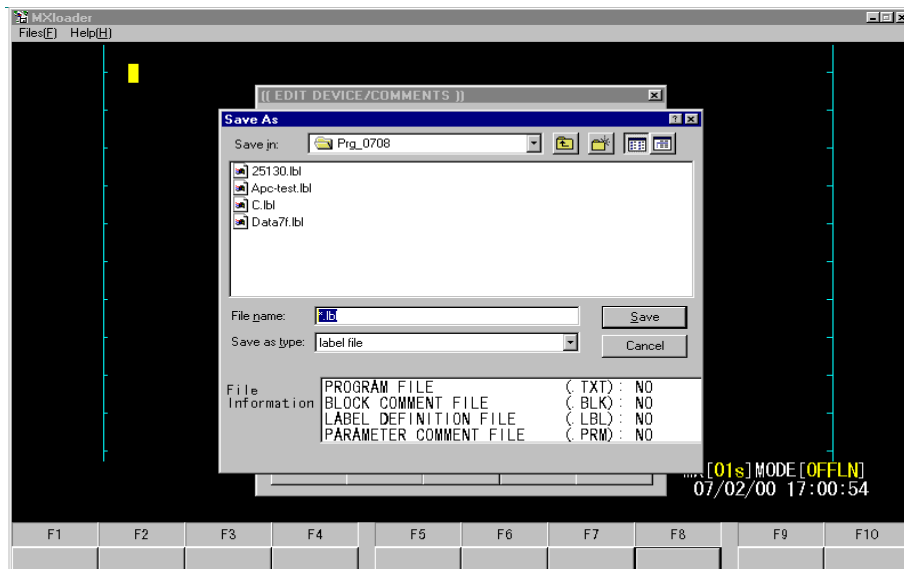 MXloader
Files(F) Help(H)
(( EDIT DEVICE/COMMENTS ))
Save As
Save in: Prg_0708
25130.lbl
Apc-test.lbl
C.lbl
Data7f.lbl
File name: *.lbl
Save
Save as type: label file
Cancel
File Information
PROGRAM FILE (. TXT) : NO
BLOCK COMMENT FILE (. BLK) : NO
LABEL DEFINITION FILE (. LBL) : NO
PARAMETER COMMENT FILE (. PRM) : NO
[01s]MODE[OFFLN]
07/02/00 17:00:54
F1 F2 F3 F4 F5 F6 F7 F8 F9 F10